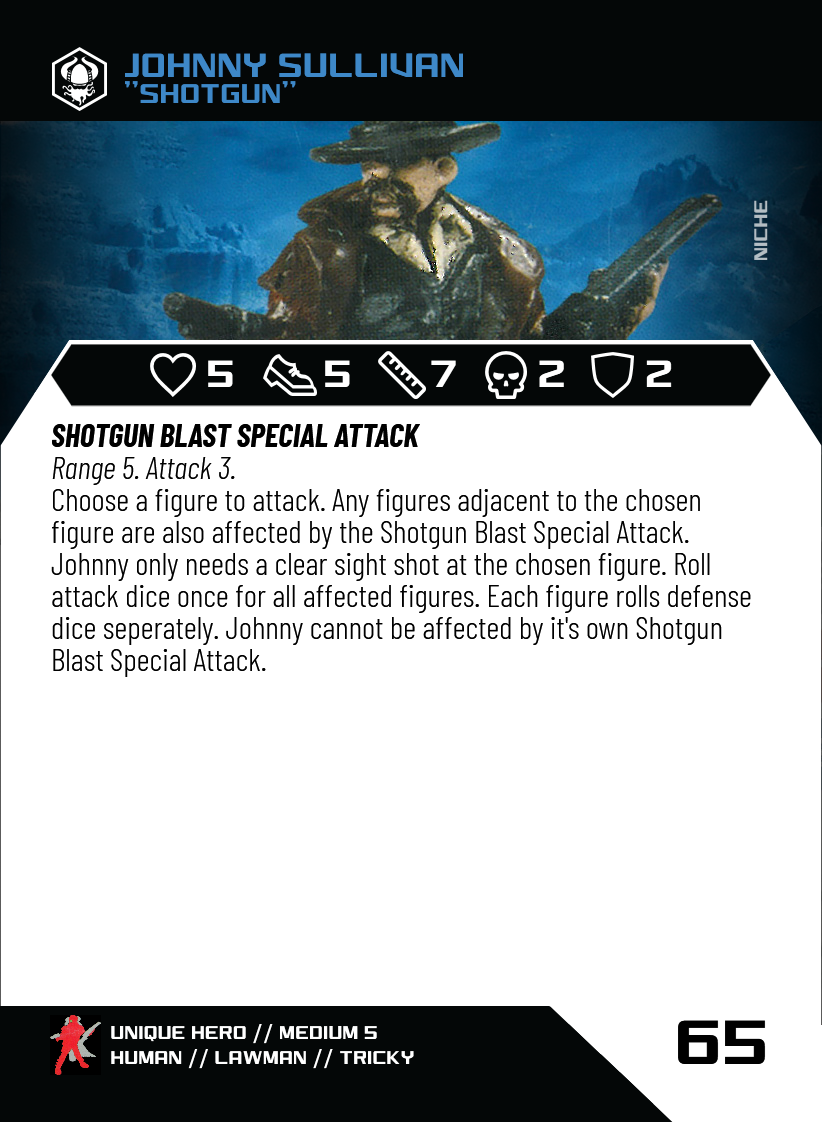 JOHNNY SULLIVAN
"SHOTGUN"
NICHE
5 5 7 2 2
SHOTGUN BLAST SPECIAL ATTACK
Range 5. Attack 3.
Choose a figure to attack. Any figures adjacent to the chosen
figure are also affected by the Shotgun Blast Special Attack.
Johnny only needs a clear sight shot at the chosen figure. Roll
attack dice once for all affected figures. Each figure rolls defense
dice seperately. Johnny cannot be affected by it's own Shotgun
Blast Special Attack.
UNIQUE HERO // MEDIUM 5
HUMAN // LAWMAN // TRICKY
65